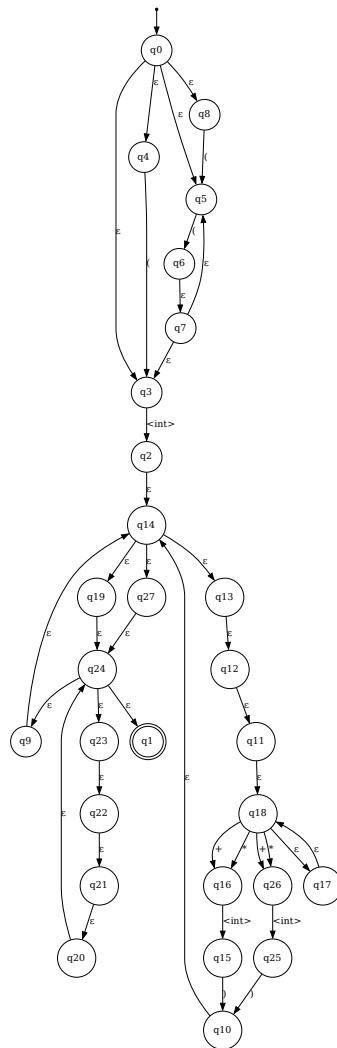 q0
ε
ε
q8
ε
q4
(
q5
(
ε
q6
(
ε
ε
q7
ε
q3
<int>
q2
ε
q14
ε
ε
ε
q19
q27
q13
ε
ε
ε
ε
q24
q12
ε
ε
ε
ε
q9
q23
q1
q11
ε
ε
q22
q18
ε
ε
+
*
+
*
ε
ε
q21
q16
q26
q17
ε
<int>
<int>
q20
q15
q25
)
)
q10